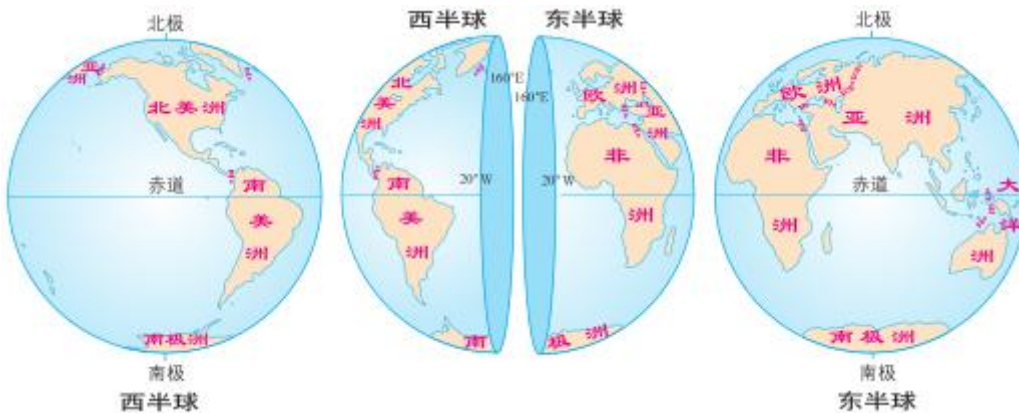 西半球 东半球
北极
亚洲
北美洲
赤道
南美洲
南极洲
南极
西半球
160°E
160°E
北美洲
20°W
20°W
南美洲
南
欧洲
亚洲
非洲
极洲
北极
欧洲
亚洲
非洲
赤道
大洋洲
南极洲
南极
东半球